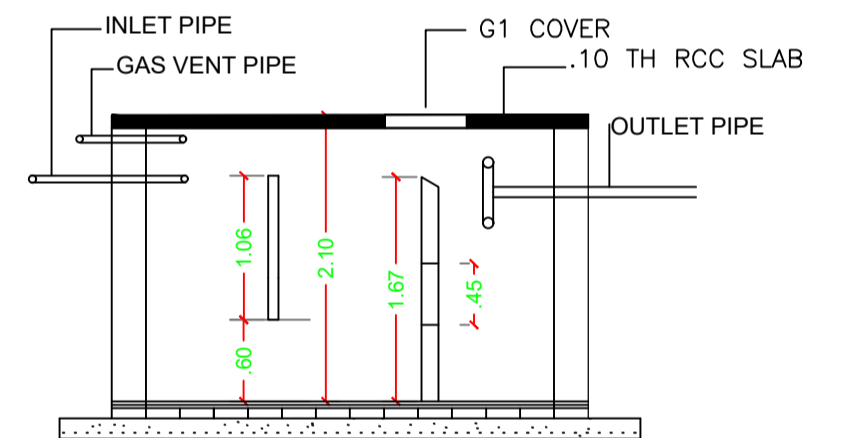 INLET PIPE
G1 COVER
GAS VENT PIPE
.10 TH RCC SLAB
OUTLET PIPE
1.06
2.10
1.67
.45
.60